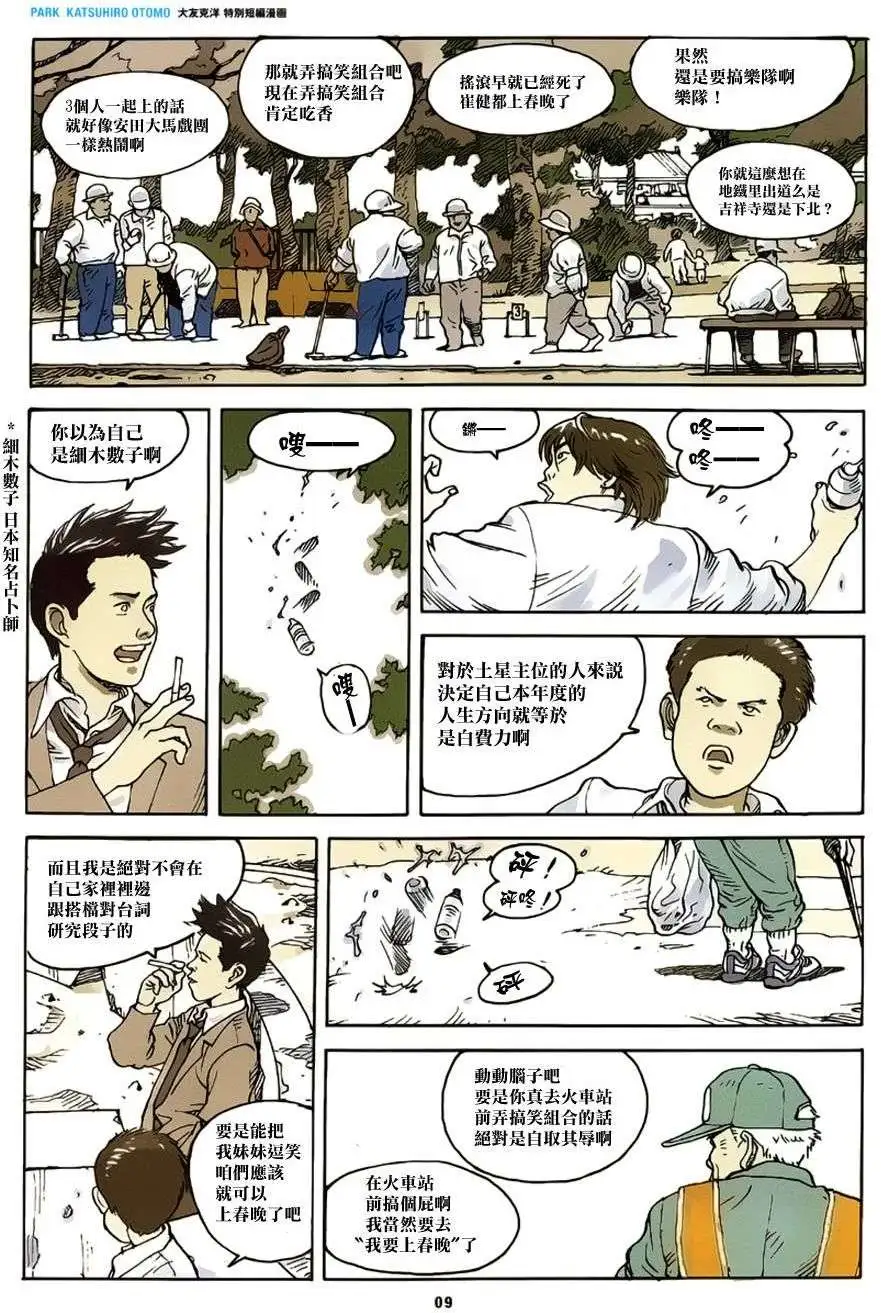 PARK KATSUHIRO OTOMO 大友克洋 特別短編漫画
果然
還是要搞樂隊啊
樂隊！
你就這麼想在
地鐵里出道么是
吉祥寺還是下北？
搖滾早就已經死了
崔健都上春晚了
那就弄搞笑組合吧
現在弄搞笑組合
肯定吃香
3個人一起上的話
就好像安田大馬戲團
一樣熱鬧啊
3
咚——
咚——
鏘——
嗖——
嗖—
你以為自己
是細木數子啊
*細木數子 日本知名占卜師
對於土星主位的人來說
決定自己本年度的
人生方向就等於
是白費力啊
砰！
砰咚！
而且我是絕對不會在
自己家裡裡邊
跟搭檔對台詞
研究段子的
要是能把
我妹妹逗笑
咱們應該
就可以
上春晚了吧
動動腦子吧
要是你真去火車站
前弄搞笑組合的話
絕對是自取其辱啊
在火車站
前搞個屁啊
我當然要去
“我要上春晚”了
09